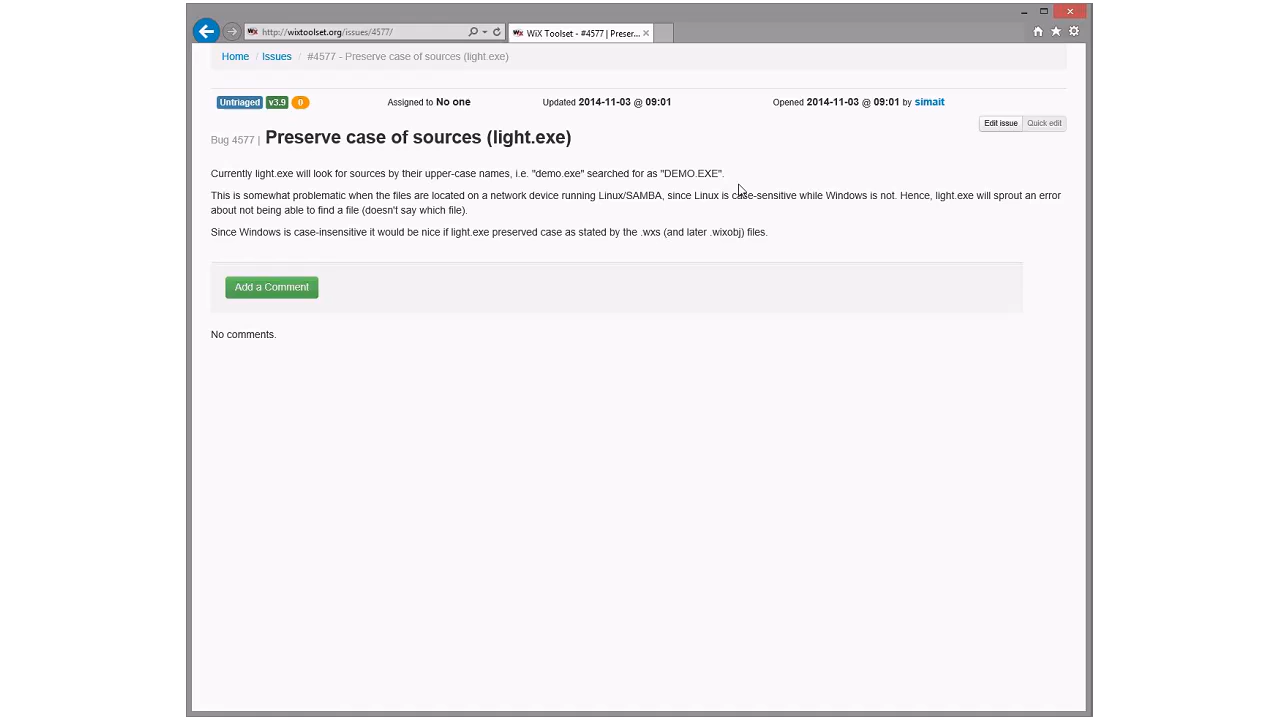 http://wixtoolset.org/issues/4577/
WiX Toolset - #4577 | Preser...
Home / Issues / #4577 - Preserve case of sources (light.exe)
Untriaged v3.9 0 Assigned to No one Updated 2014-11-03 @ 09:01 Opened 2014-11-03 @ 09:01 by simait
Edit issue Quick edit
Bug 4577 | Preserve case of sources (light.exe)
Currently light.exe will look for sources by their upper-case names, i.e. "demo.exe" searched for as "DEMO.EXE".
This is somewhat problematic when the files are located on a network device running Linux/SAMBA, since Linux is case-sensitive while Windows is not. Hence, light.exe will sprout an error
about not being able to find a file (doesn't say which file).
Since Windows is case-insensitive it would be nice if light.exe preserved case as stated by the .wxs (and later .wixobj) files.
Add a Comment
No comments.